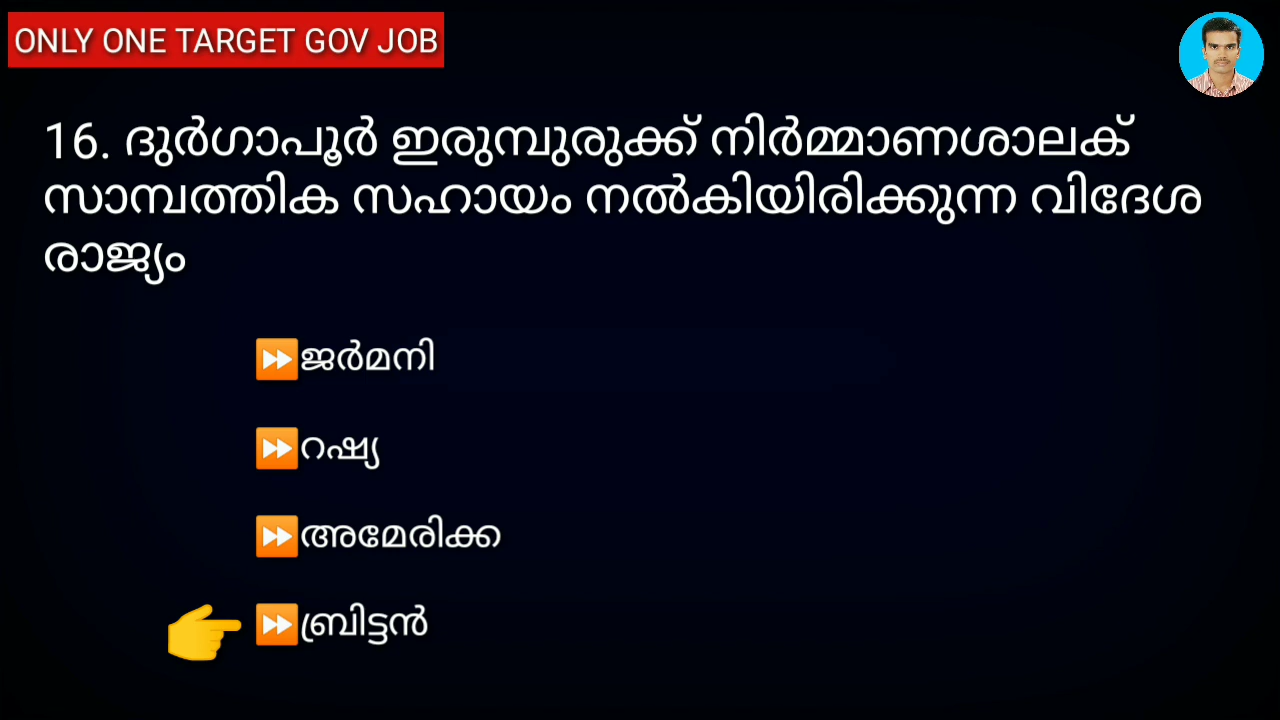 ONLY ONE TARGET GOV JOB
16. ദുർഗാപൂർ ഇരുമ്പുരുക്ക് നിർമ്മാണശാലക്
സാമ്പത്തിക സഹായം നൽകിയിരിക്കുന്ന വിദേശ
രാജ്യം
⏩ജർമനി
⏩റഷ്യ
⏩അമേരിക്ക
👉 ⏩ബ്രിട്ടൻ